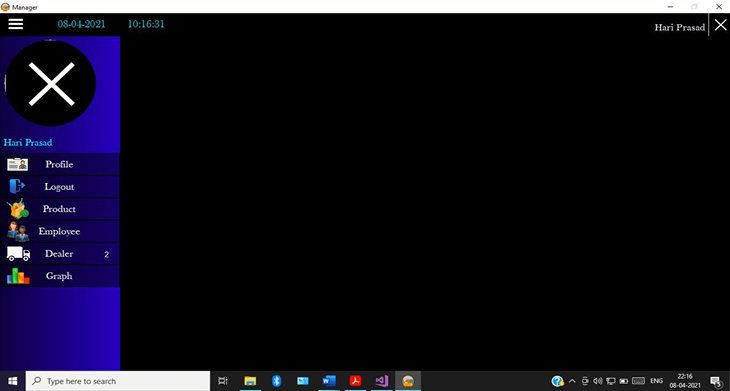 Manager
08-04-2021 10:16:31
Hari Prasad
Hari Prasad
Profile
Logout
Product
Employee
Dealer 2
Graph
Type here to search
ENG
22:16
08-04-2021
5